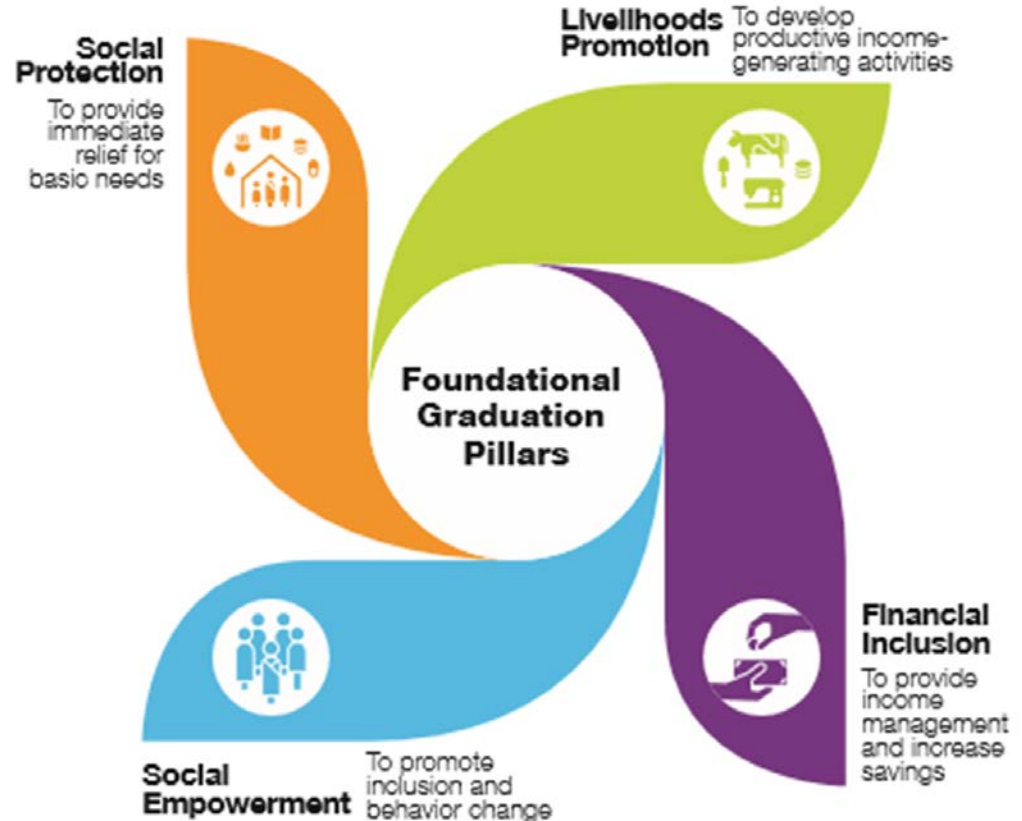 Social
Protection
To provide
immediate
relief for
basic needs
Livelihoods
Promotion
To develop
productive income-
generating activities
Foundational
Graduation
Pillars
Financial
Inclusion
To provide
income
management
and increase
savings
Social
Empowerment
To promote
inclusion and
behavior change